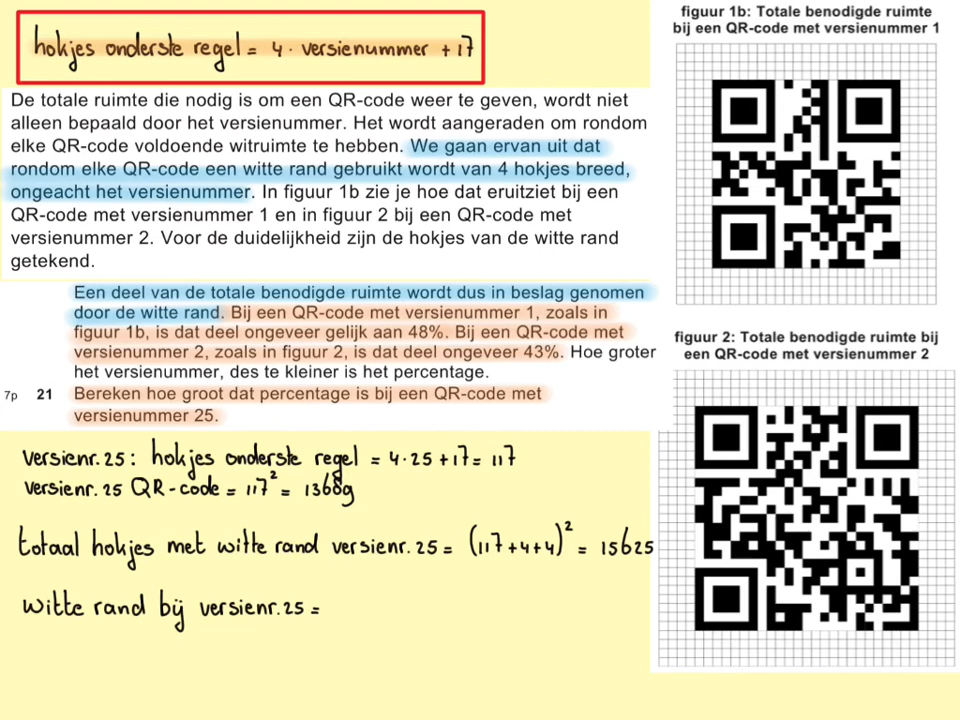 hokjes onderste regel = 4 · versienummer + 17
De totale ruimte die nodig is om een QR-code weer te geven, wordt niet
alleen bepaald door het versienummer. Het wordt aangeraden om rondom
elke QR-code voldoende witruimte te hebben. We gaan ervan uit dat
rondom elke QR-code een witte rand gebruikt wordt van 4 hokjes breed,
ongeacht het versienummer. In figuur 1b zie je hoe dat eruitziet bij een
QR-code met versienummer 1 en in figuur 2 bij een QR-code met
versienummer 2. Voor de duidelijkheid zijn de hokjes van de witte rand
getekend.
Een deel van de totale benodigde ruimte wordt dus in beslag genomen
door de witte rand. Bij een QR-code met versienummer 1, zoals in
figuur 1b, is dat deel ongeveer gelijk aan 48%. Bij een QR-code met
versienummer 2, zoals in figuur 2, is dat deel ongeveer 43%. Hoe groter
het versienummer, des te kleiner is het percentage.
7p 21 Bereken hoe groot dat percentage is bij een QR-code met
versienummer 25.
versienr. 25 : hokjes onderste regel = 4 · 25 + 17 = 117
versienr. 25 QR-code = 117² = 13689
totaal hokjes met witte rand versienr. 25 = (117+4+4)² = 15625
witte rand bij versienr. 25 =
figuur 1b: Totale benodigde ruimte
bij een QR-code met versienummer 1
figuur 2: Totale benodigde ruimte bij
een QR-code met versienummer 2